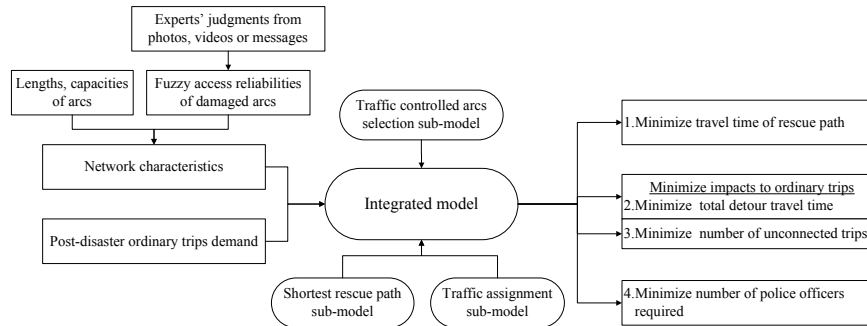 Experts' judgments from
photos, videos or messages
Lengths, capacities
of arcs
Fuzzy access reliabilities
of damaged arcs
Network characteristics
Post-disaster ordinary trips demand
Traffic controlled arcs
selection sub-model
Integrated model
Shortest rescue path
sub-model
Traffic assignment
sub-model
1.Minimize travel time of rescue path
Minimize impacts to ordinary trips
2.Minimize total detour travel time
3.Minimize number of unconnected trips
4.Minimize number of police officers
required